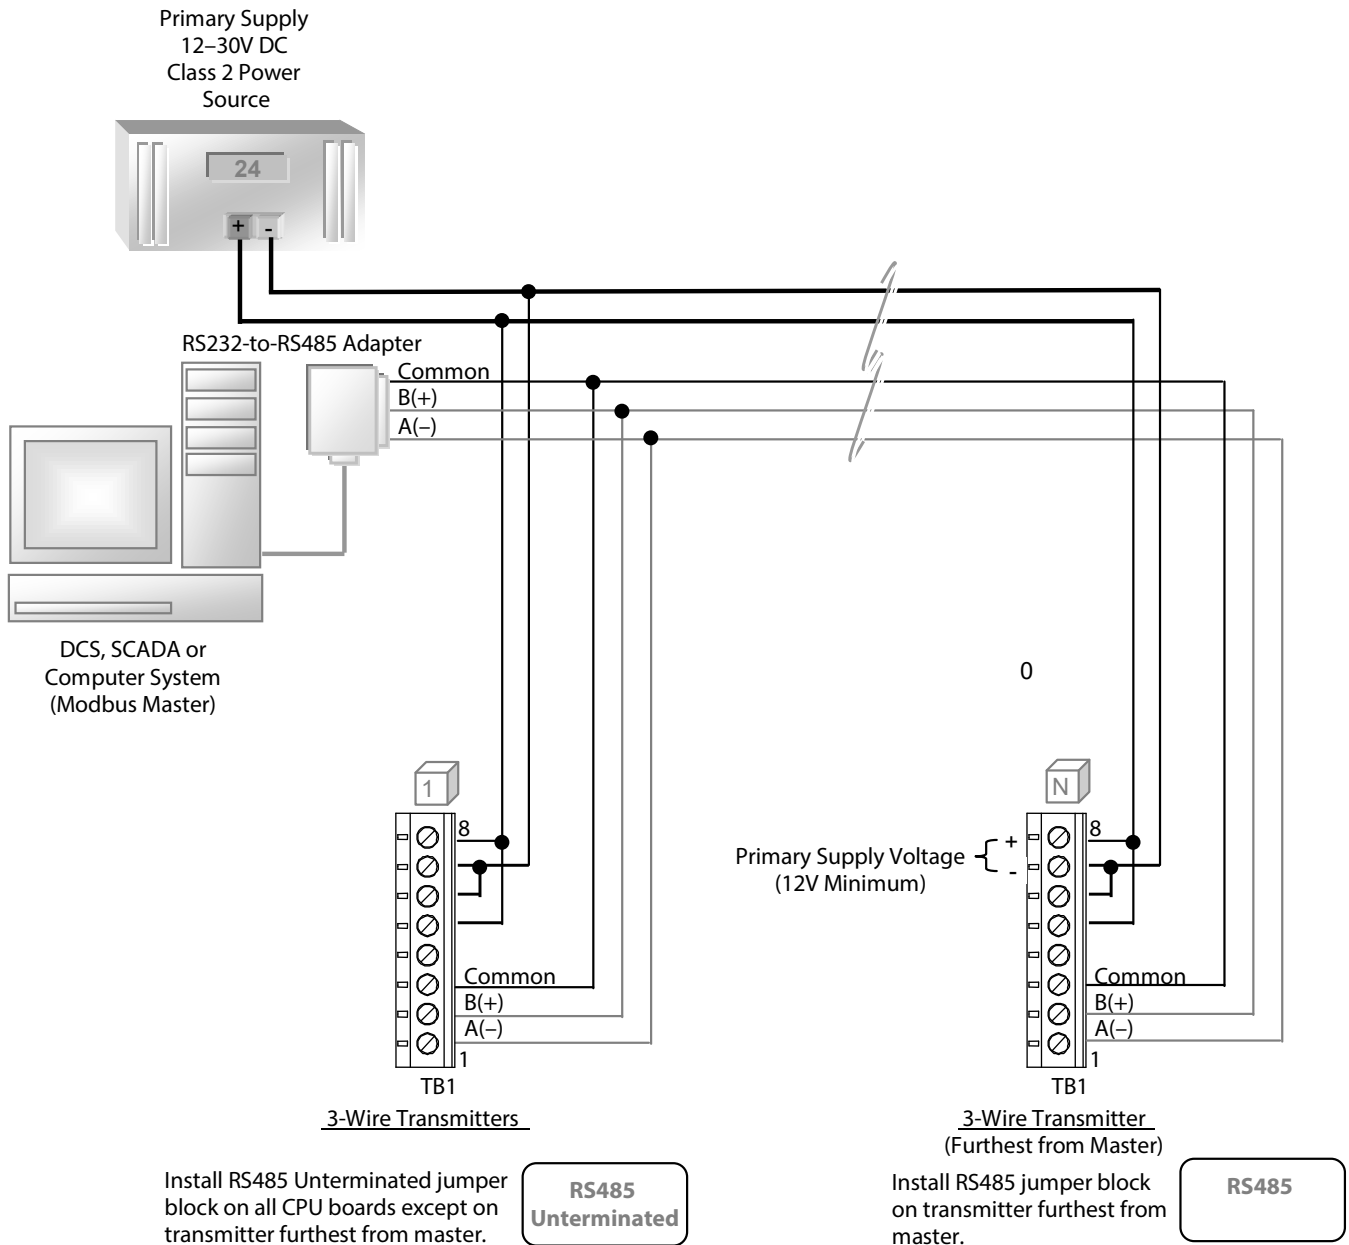 Primary Supply
12–30V DC
Class 2 Power
Source
24
+ -
RS232-to-RS485 Adapter
Common
B(+)
A(–)
DCS, SCADA or
Computer System
(Modbus Master)
0
1
8
Common
B(+)
A(–)
1
TB1
3-Wire Transmitters
N
Primary Supply Voltage
(12V Minimum)
+
-
8
Common
B(+)
A(–)
1
TB1
3-Wire Transmitter
(Furthest from Master)
Install RS485 Unterminated jumper
block on all CPU boards except on
transmitter furthest from master.
RS485
Unterminated
Install RS485 jumper block
on transmitter furthest from
master.
RS485